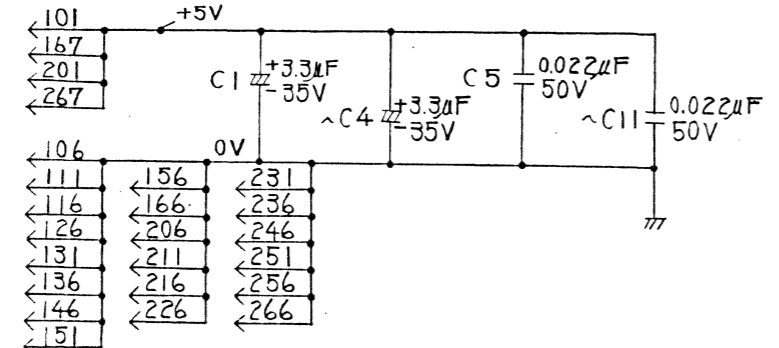 101
+5V
167
201
267
C1
+3.3µF
-35V
~C4
+3.3µF
-35V
C5
0.022µF
50V
~C11
0.022µF
50V
0V
106
111
116
126
131
136
146
151
156
166
206
211
216
226
231
236
246
251
256
266